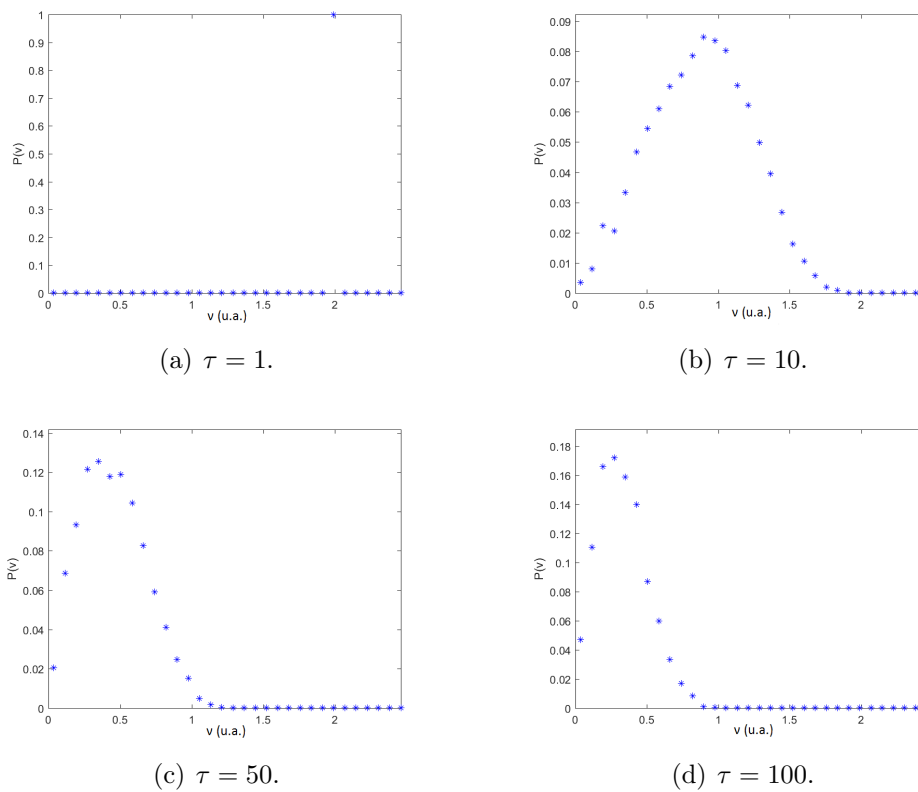 1
0.9
0.8
0.7
0.6
0.5
0.4
0.3
0.2
0.1
0
P(v)
0 0.5 1 1.5 2
v (u.a.)
(a) τ = 1.
0.09
0.08
0.07
0.06
0.05
0.04
0.03
0.02
0.01
0
P(v)
0 0.5 1 1.5 2
v (u.a.)
(b) τ = 10.
0.14
0.12
0.1
0.08
0.06
0.04
0.02
0
P(v)
0 0.5 1 1.5 2
v (u.a.)
(c) τ = 50.
0.18
0.16
0.14
0.12
0.1
0.08
0.06
0.04
0.02
0
P(v)
0 0.5 1 1.5 2
v (u.a.)
(d) τ = 100.